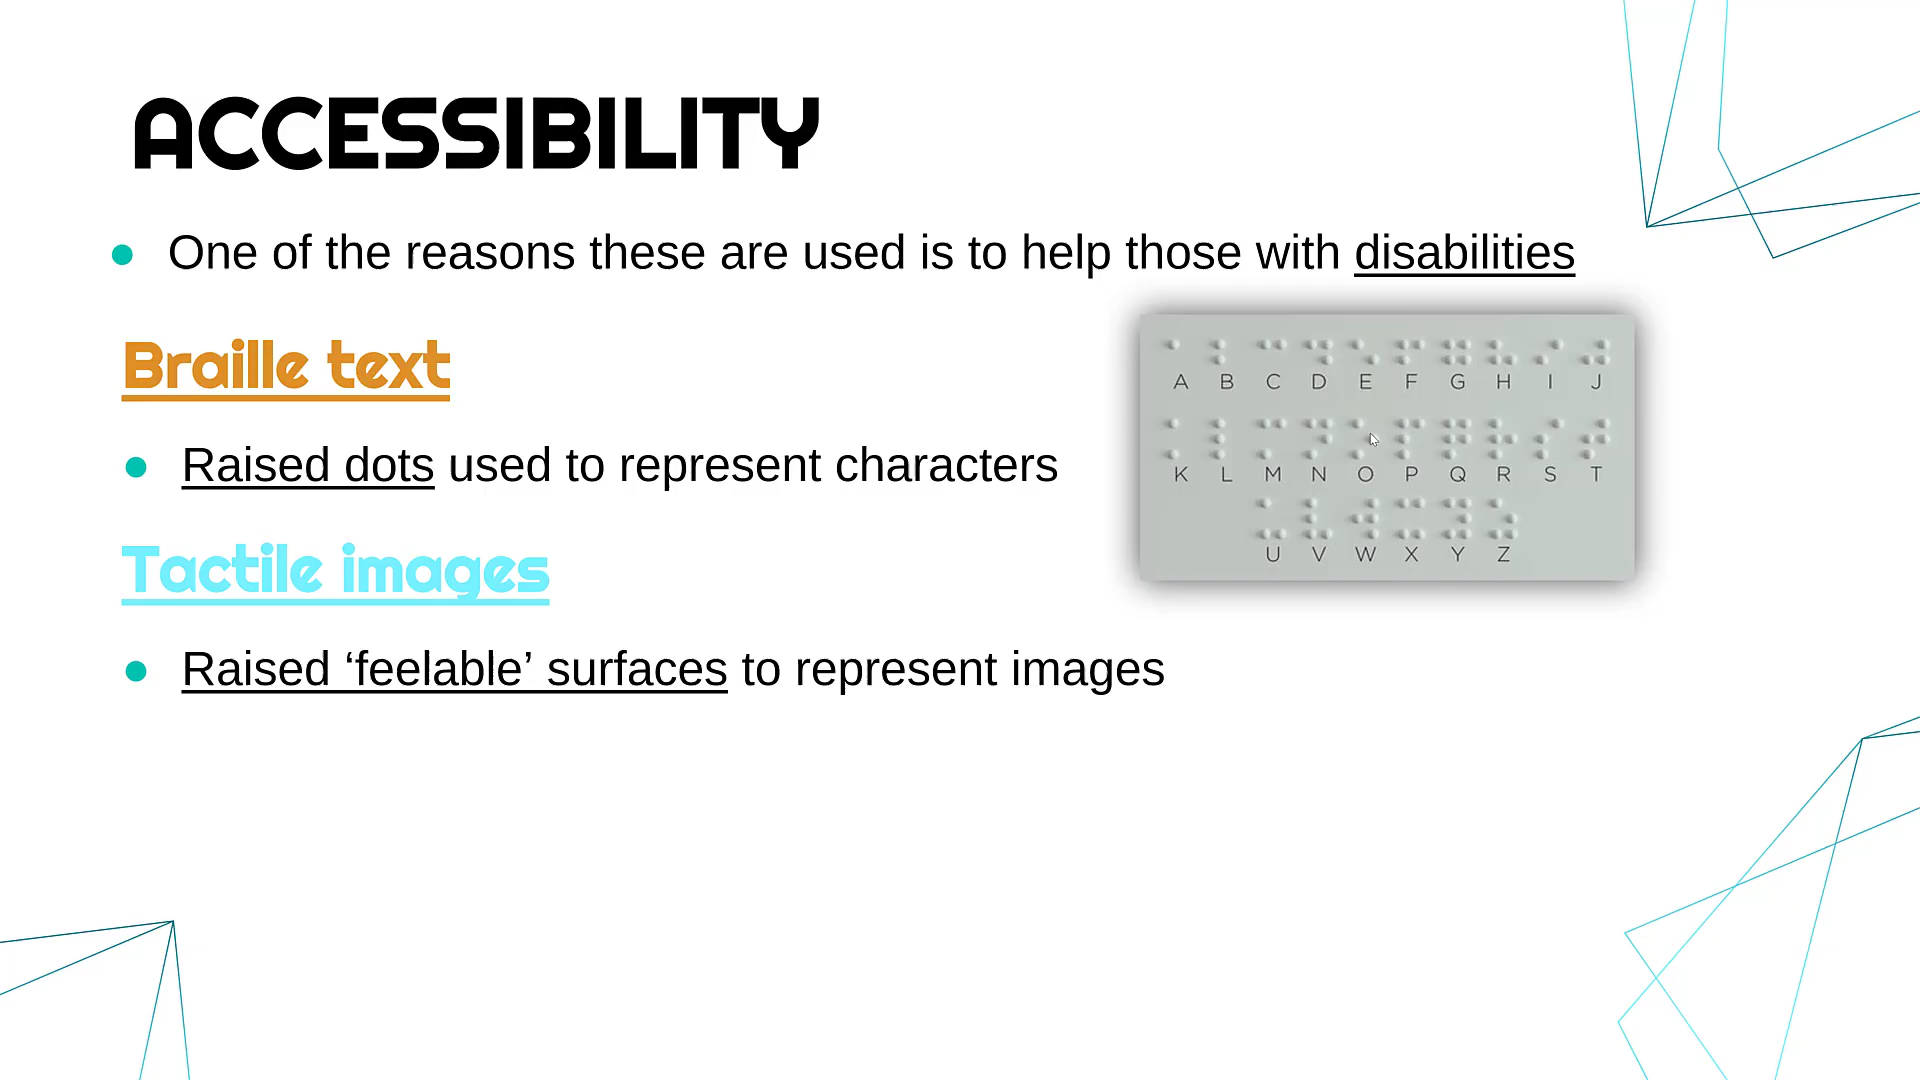 ACCESSIBILITY
One of the reasons these are used is to help those with disabilities
Braille text
Raised dots used to represent characters
Tactile images
Raised ‘feelable’ surfaces to represent images
A B C D E F G H I J
K L M N O P Q R S T
U V W X Y Z